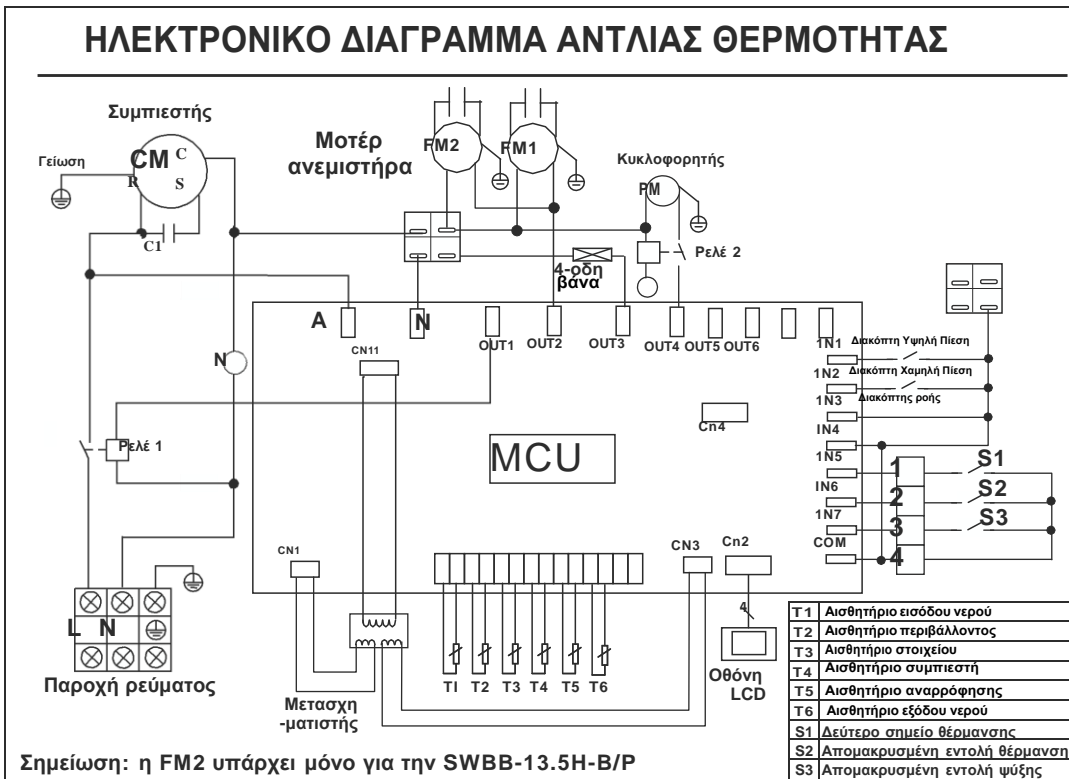 ΗΛΕΚΤΡΟΝΙΚΟ ΔΙΑΓΡΑΜΜΑ ΑΝΤΛΙΑΣ ΘΕΡΜΟΤΗΤΑΣ
Συμπιεστής
Γείωση
CM
C
R
S
C1
Μοτέρ
ανεμιστήρα
FM2
FM1
Κυκλοφορητής
PM
Ρελέ 2
4-οδη
βάνα
A
N
OUT1
OUT2
OUT3
OUT4
OUT5
OUT6
CN11
Cn4
MCU
N
Ρελέ 1
1N1
Διακόπτη Υψηλή Πίεση
1N2
Διακόπτη Χαμηλή Πίεση
1N3
Διακόπτης ροής
IN4
1N5
IN6
1N7
COM
1
2
3
4
S1
S2
S3
CN1
CN3
Cn2
4
L N
Παροχή ρεύματος
Μετασχη
-ματιστής
T1 T2 T3 T4 T5 T6
Οθόνη
LCD
T1 Αισθητήριο εισόδου νερού
T2 Αισθητήριο περιβάλλοντος
T3 Αισθητήριο στοιχείου
T4 Αισθητήριο συμπιεστή
T5 Αισθητήριο αναρρόφησης
T6 Αισθητήριο εξόδου νερού
S1 Δεύτερο σημείο θέρμανσης
S2 Απομακρυσμένη εντολή θέρμανση
S3 Απομακρυσμένη εντολή ψύξης
Σημείωση: η FM2 υπάρχει μόνο για την SWBB-13.5H-B/P